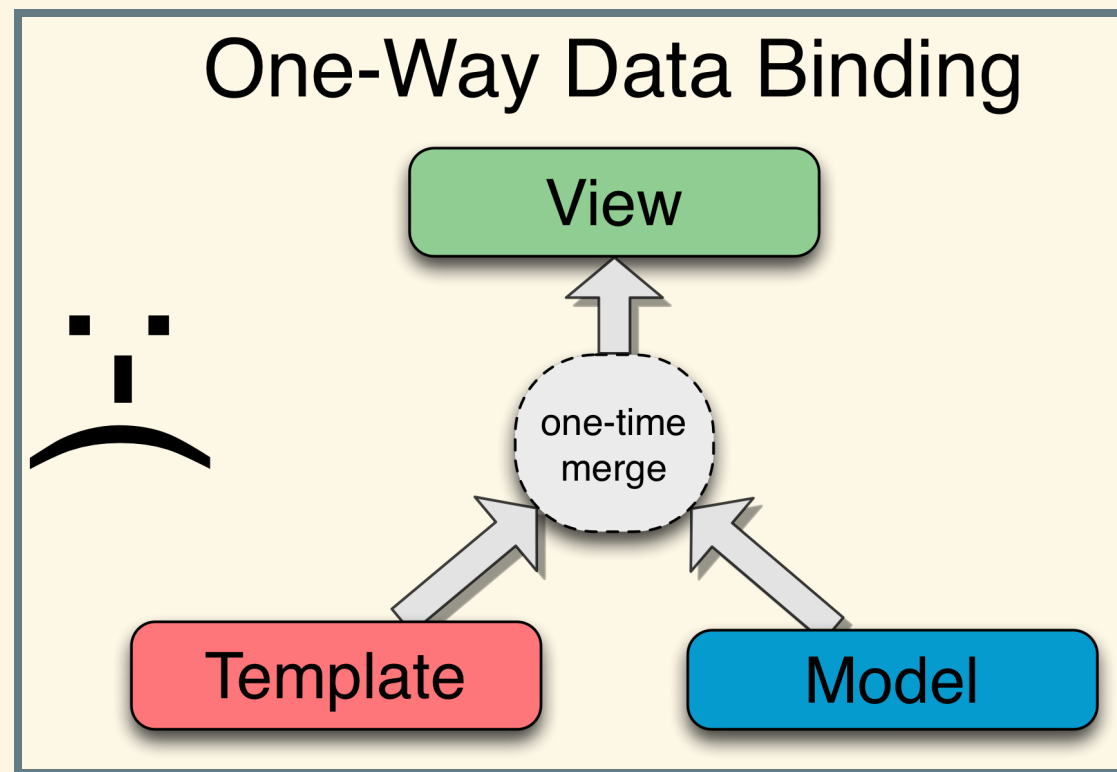 One-Way Data Binding
View
one-time
merge
Template
Model